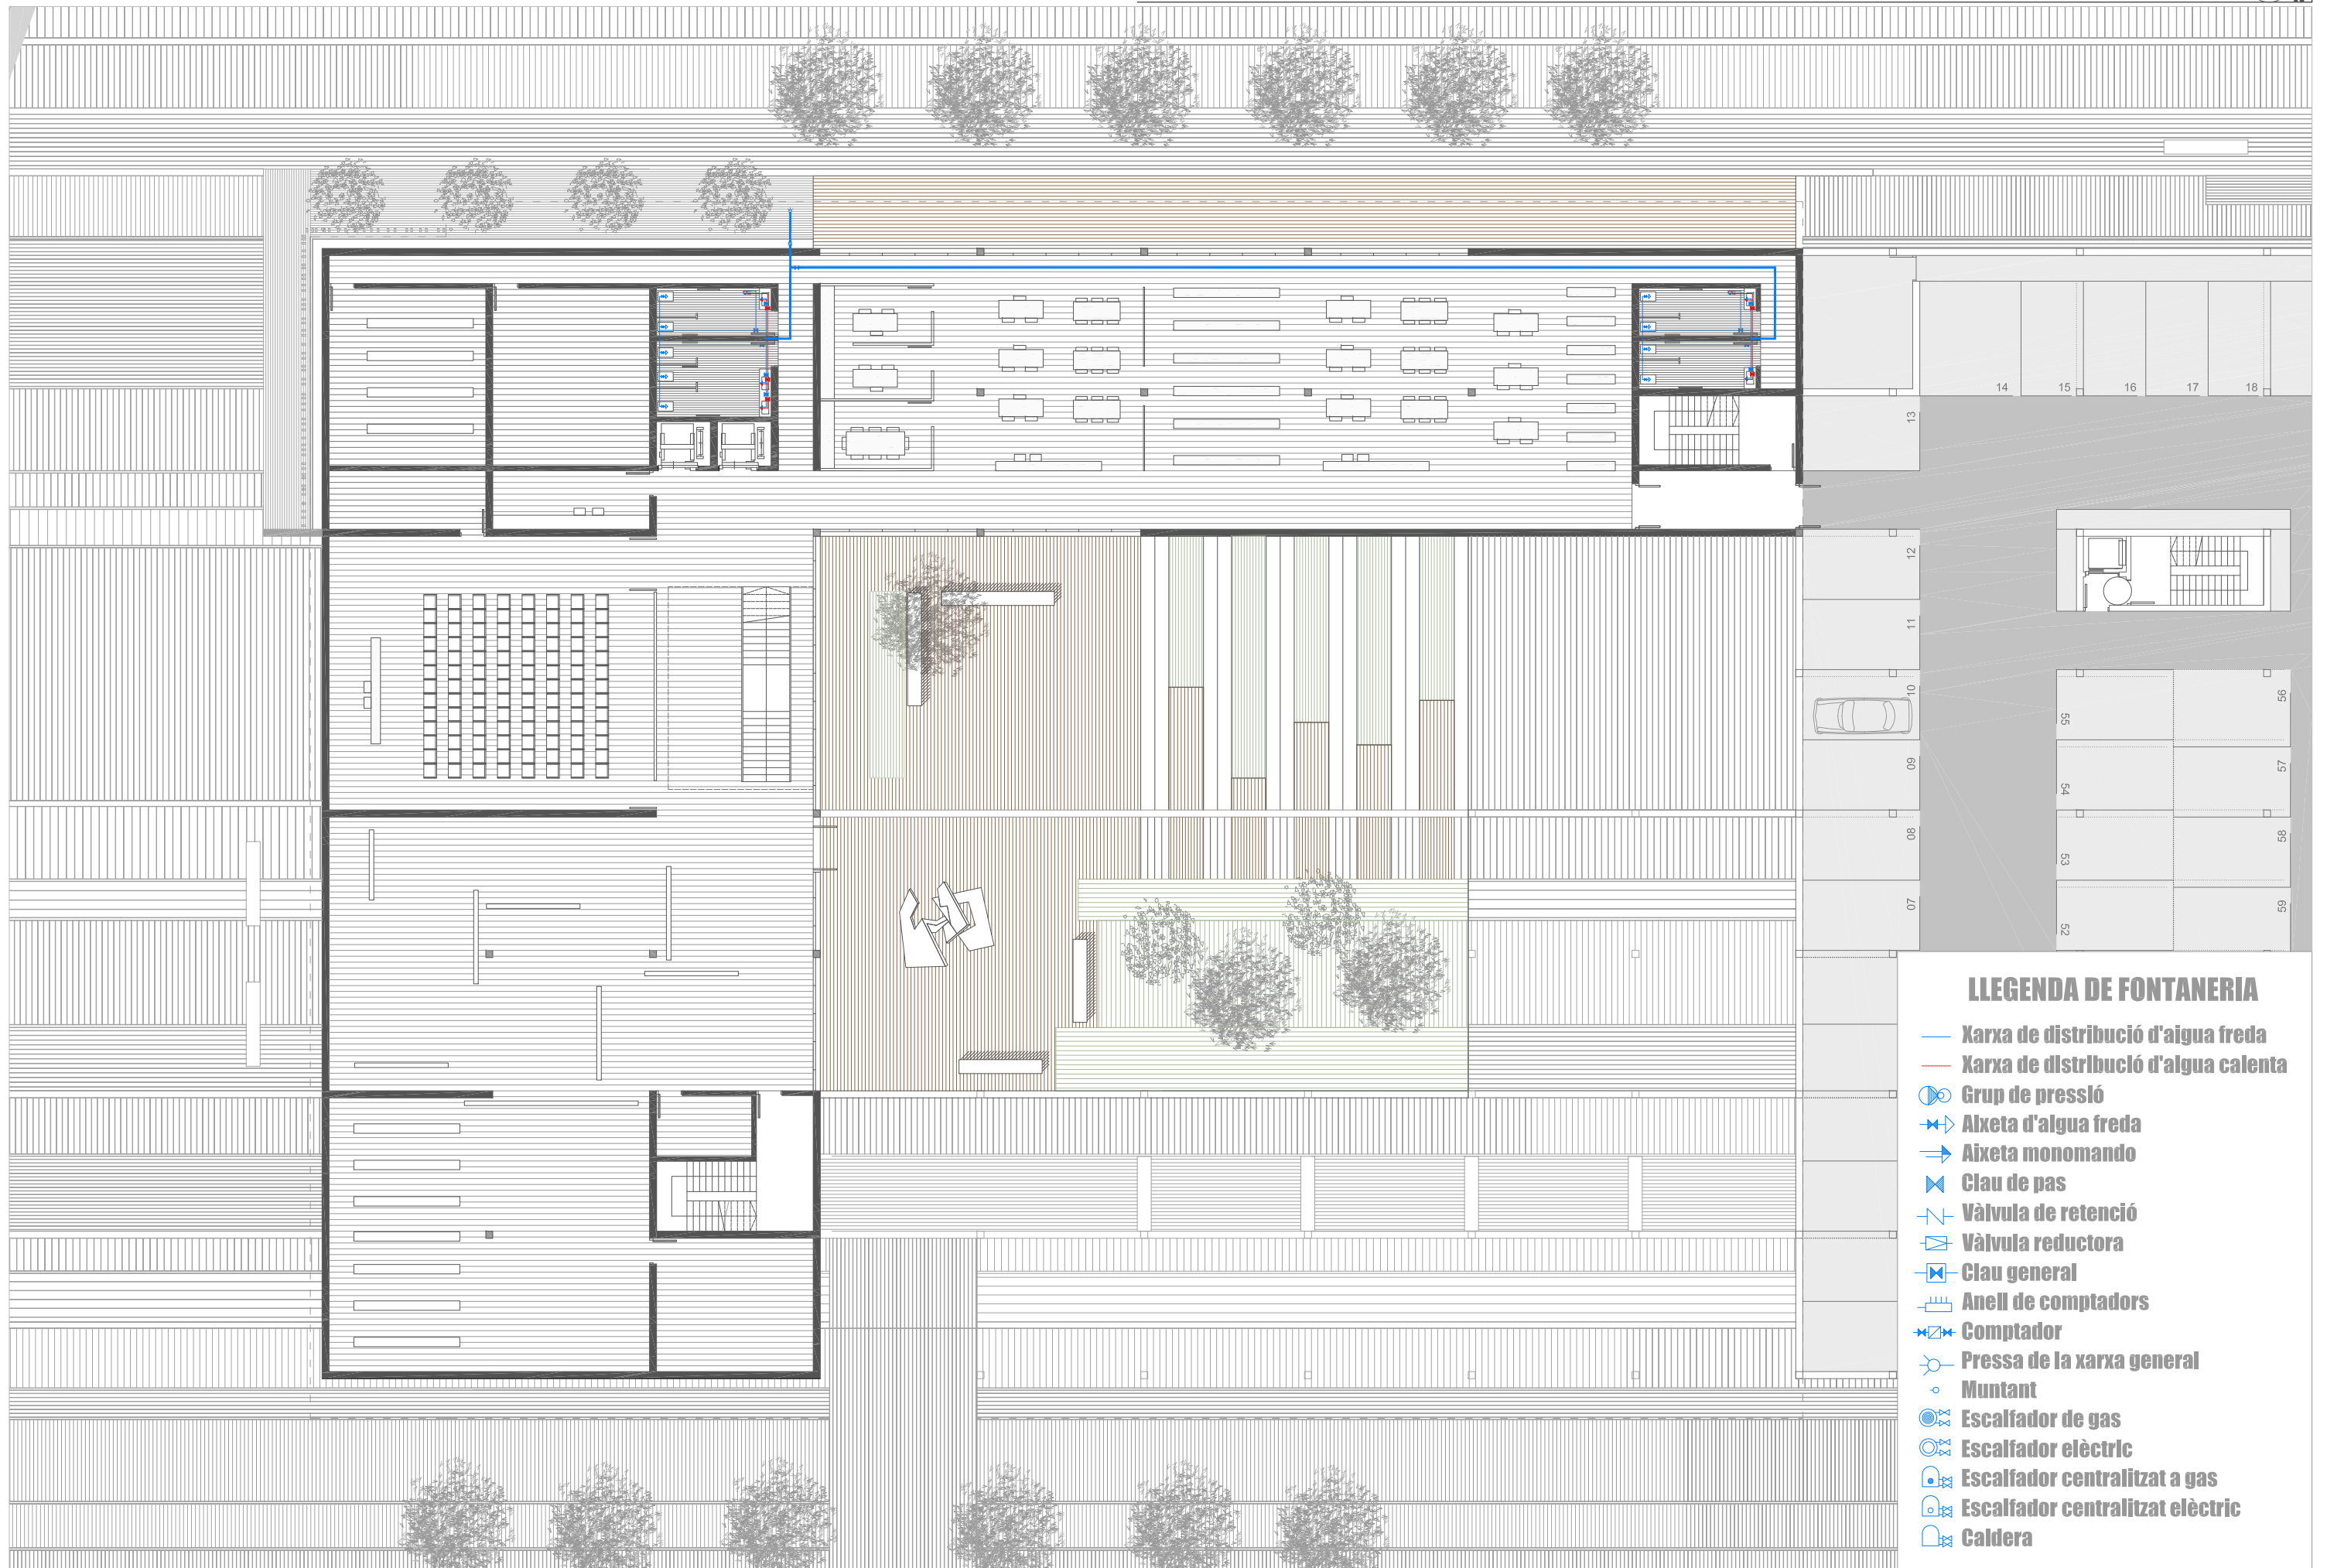 14 15 16 17 18
13
12
11
10
09
08
07
55
54
53
52
56
57
58
59
LLEGENDA DE FONTANERIA
Xarxa de distribució d'aigua freda
Xarxa de distribució d'aigua calenta
Grup de pressló
Alxeta d'algua freda
Aixeta monomando
Clau de pas
Vàlvula de retenció
Vàlvula reductora
Clau general
Anell de comptadors
Comptador
Pressa de la xarxa general
Muntant
Escalfador de gas
Escalfador elèctric
Escalfador centralitzat a gas
Escalfador centralitzat elèctric
Caldera